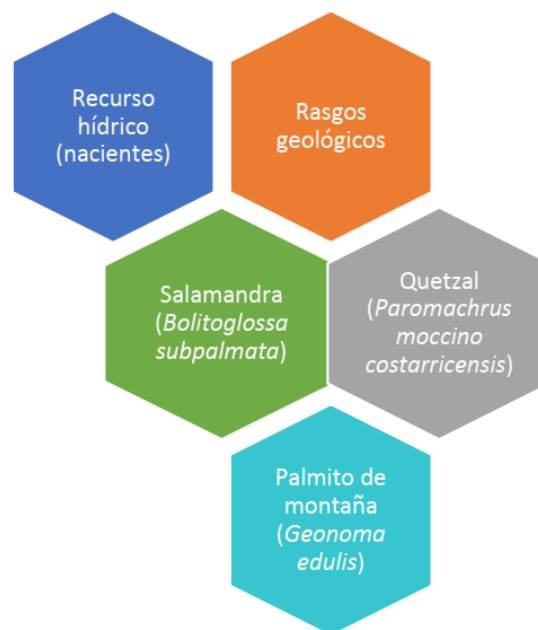 Recurso
hídrico
(nacientes)
Rasgos
geológicos
Salamandra
(Bolitoglossa
subpalmata)
Quetzal
(Paromachrus
moccino
costarricensis)
Palmito de
montaña
(Geonoma
edulis)